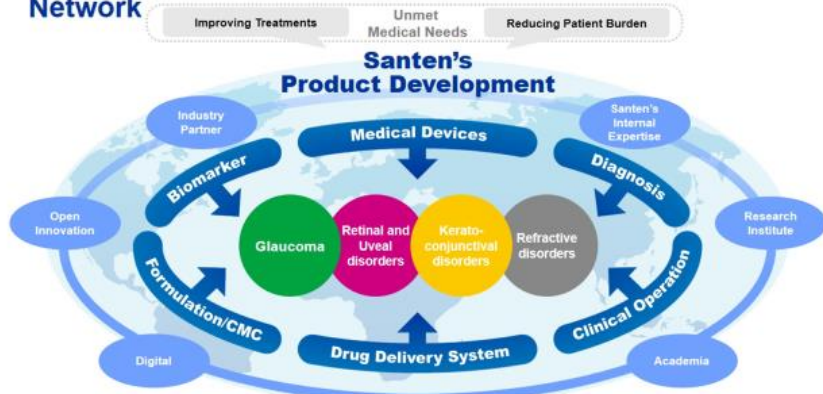 Network
Improving Treatments
Unmet
Medical Needs
Reducing Patient Burden
Santen's
Product Development
Industry
Partner
Santen's
Internal
Expertise
Medical Devices
Biomarker
Diagnosis
Open
Innovation
Research
Institute
Glaucoma
Retinal and
Uveal
disorders
Kerato-
conjunctival
disorders
Refractive
disorders
Formulation/CMC
Clinical Operation
Drug Delivery System
Digital
Academia